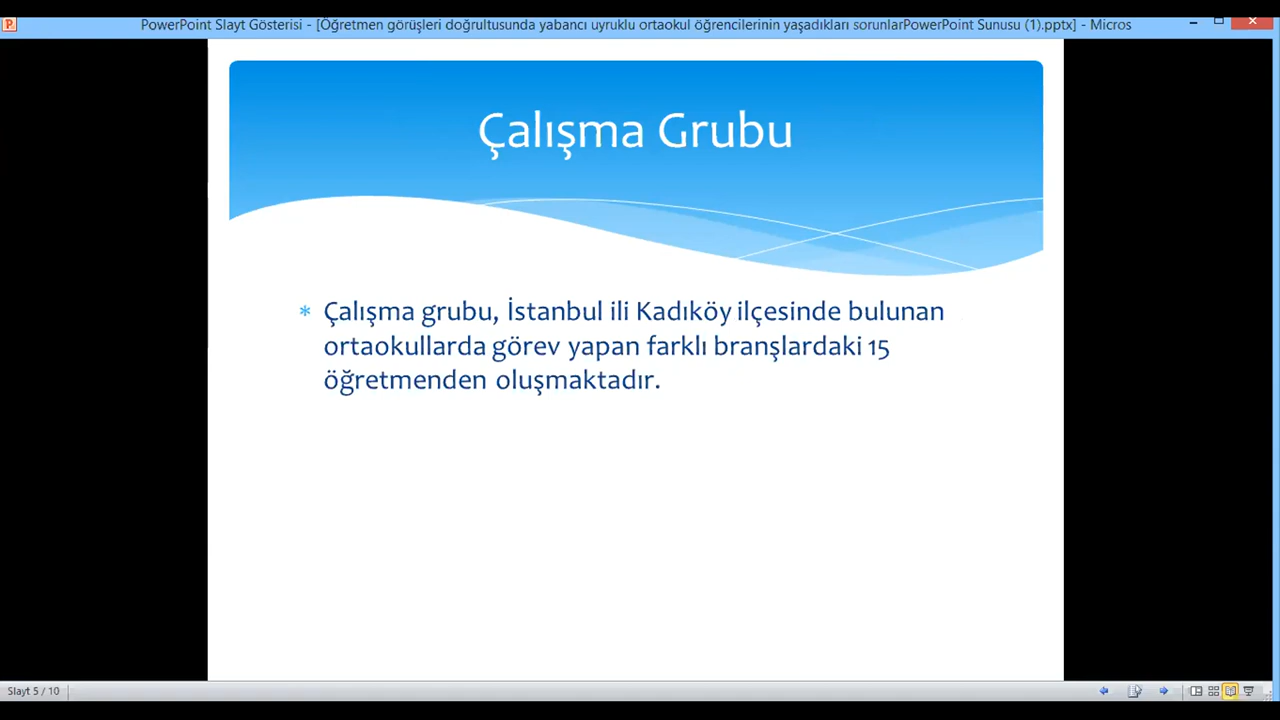 PowerPoint Slayt Gösterisi - [Öğretmen görüşleri doğrultusunda yabancı uyruklu ortaokul öğrencilerinin yaşadıkları sorunlarPowerPoint Sunusu (1).pptx] - Micros
Çalışma Grubu
* Çalışma grubu, İstanbul ili Kadıköy ilçesinde bulunan
ortaokullarda görev yapan farklı branşlardaki 15
öğretmenden oluşmaktadır.
Slayt 5 / 10